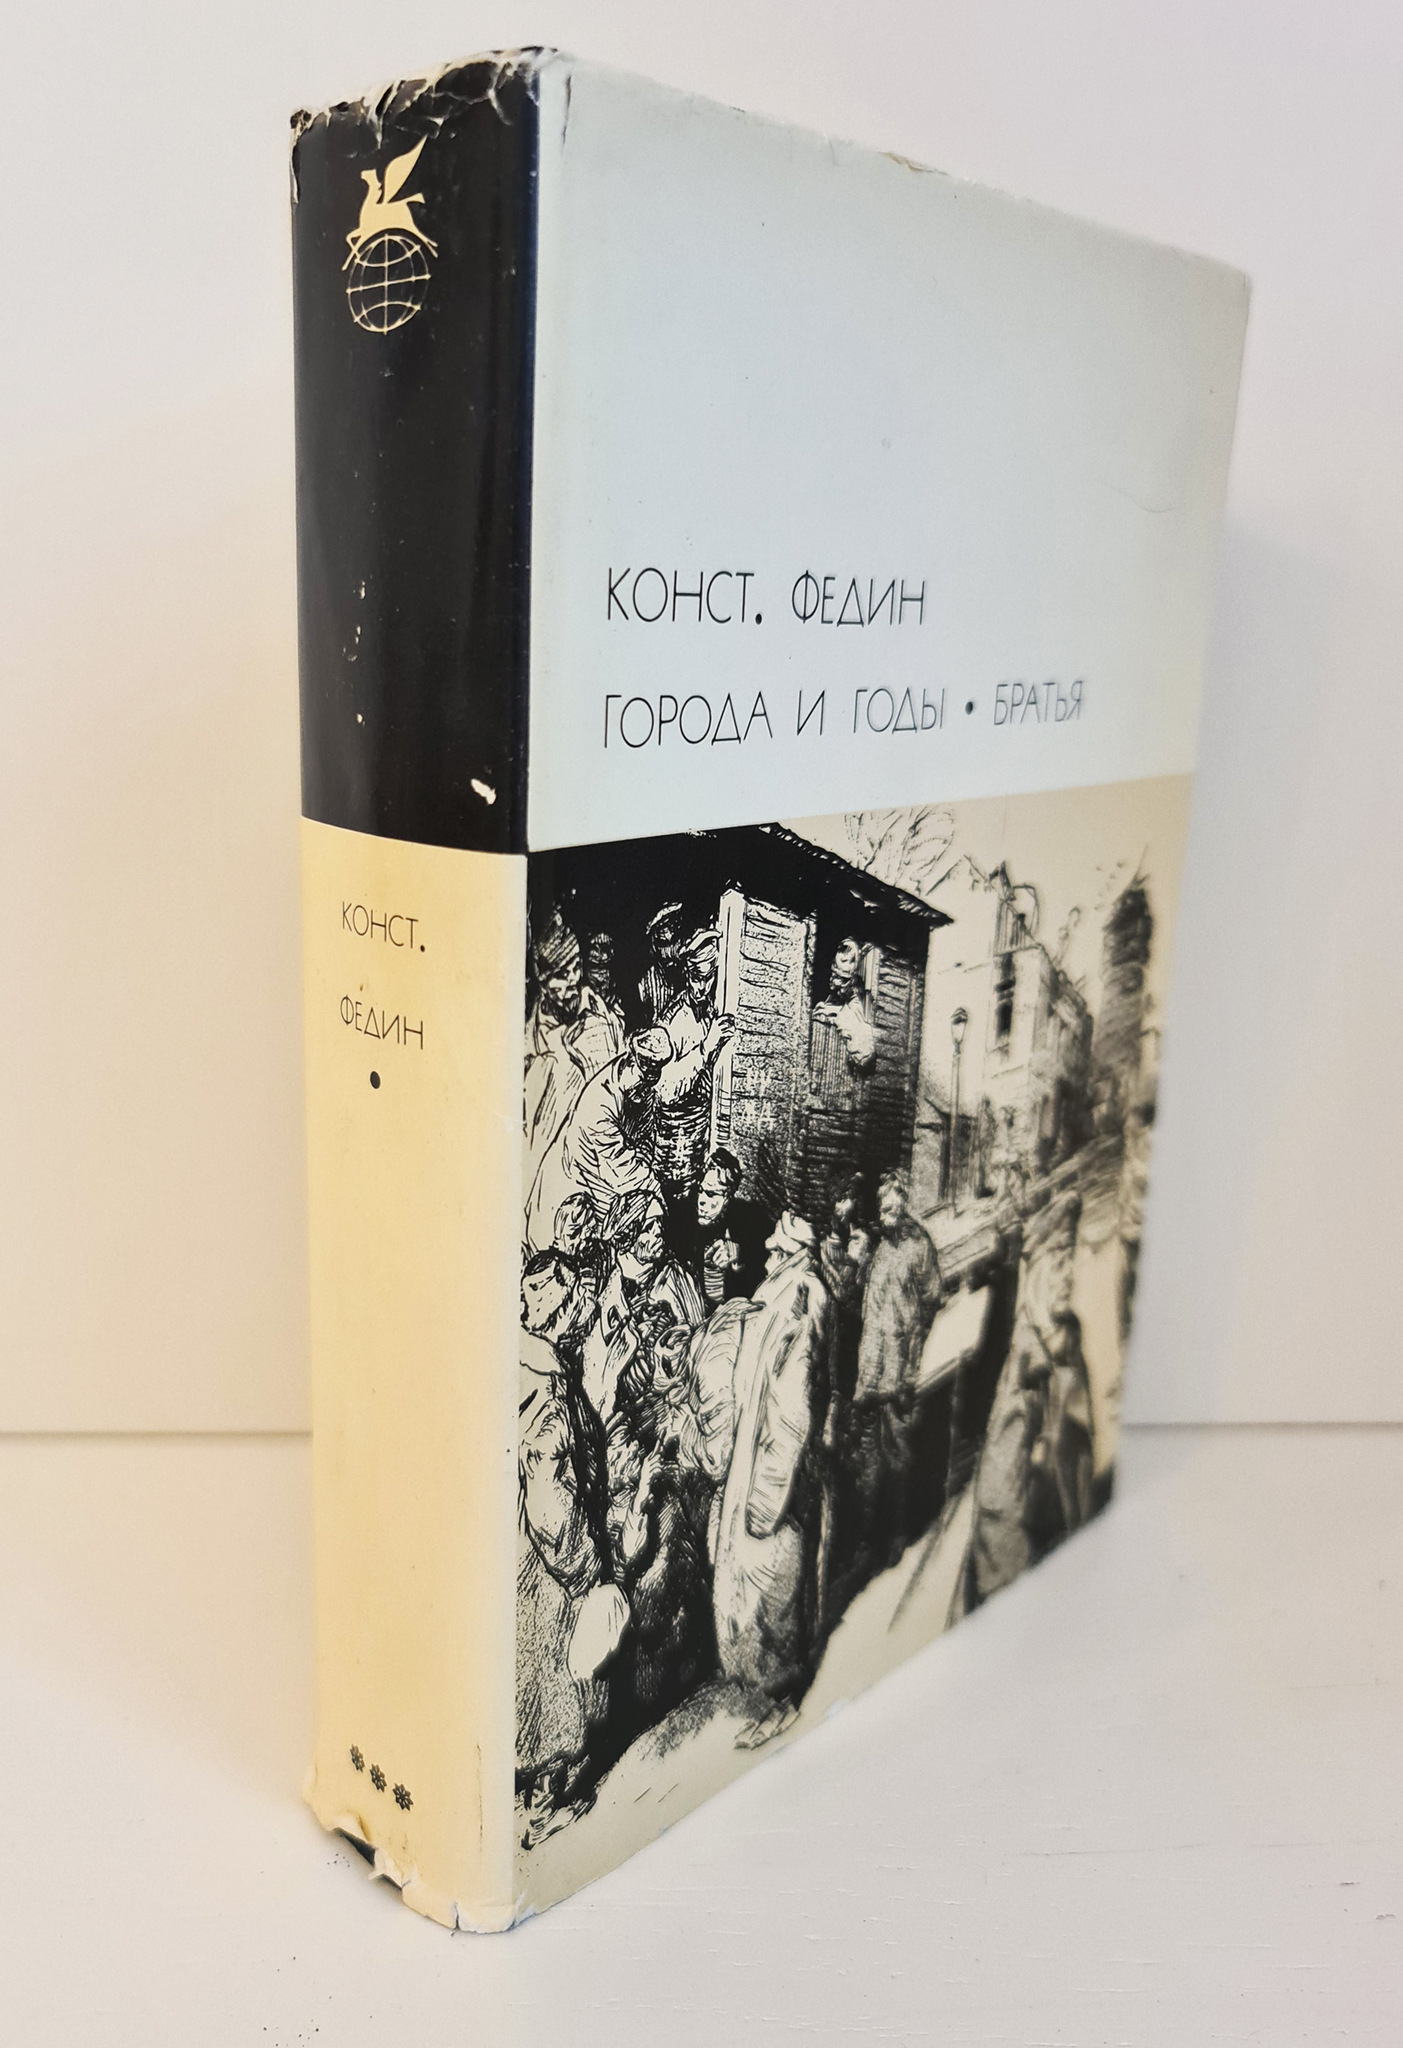 КОНСТ. ФЕДИН
ГОРОДА И ГОДЫ • БРАТЬЯ
КОНСТ.
ФЕДИН
•
***